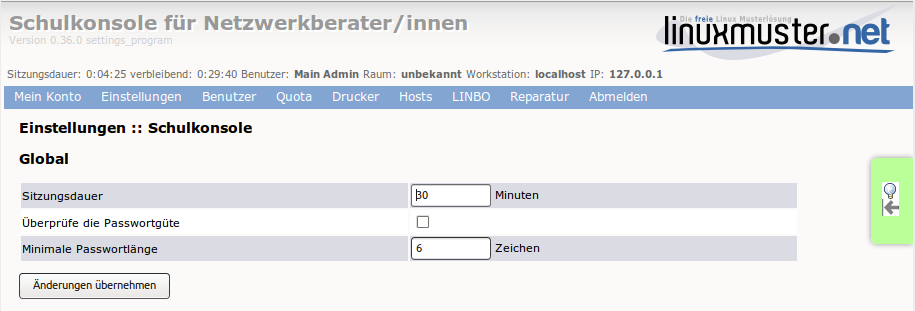 Schulkonsole für Netzwerkberater/innen
Version 0.36.0 settings_program
Die freie Linux Musterlösung
linuxmuster.net
Sitzungsdauer: 0:04:25 verbleibend: 0:29:40 Benutzer: Main Admin Raum: unbekannt Workstation: localhost IP: 127.0.0.1
Mein Konto Einstellungen Benutzer Quota Drucker Hosts LINBO Reparatur Abmelden
Einstellungen :: Schulkonsole
Global
Sitzungsdauer 30 Minuten
Überprüfe die Passwortgüte
Minimale Passwortlänge 6 Zeichen
Änderungen übernehmen